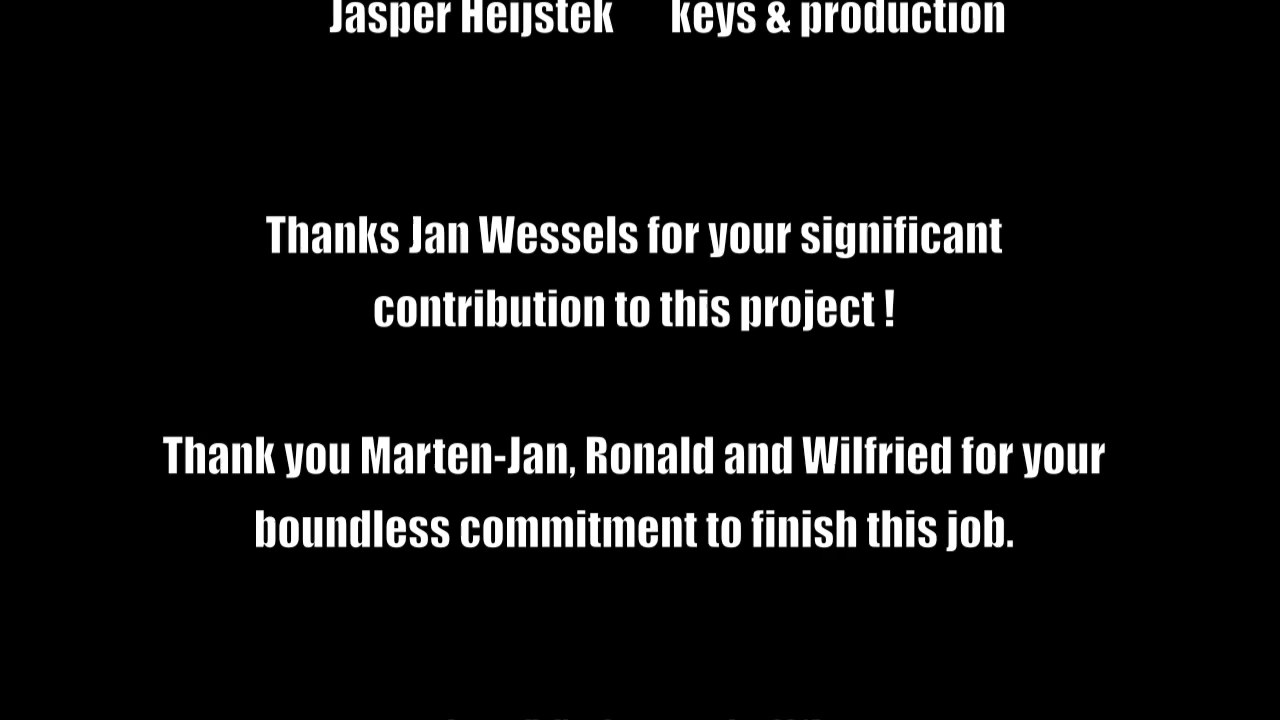 Jasper Heijstek keys & production
Thanks Jan Wessels for your significant
contribution to this project !
Thank you Marten-Jan, Ronald and Wilfried for your
boundless commitment to finish this job.